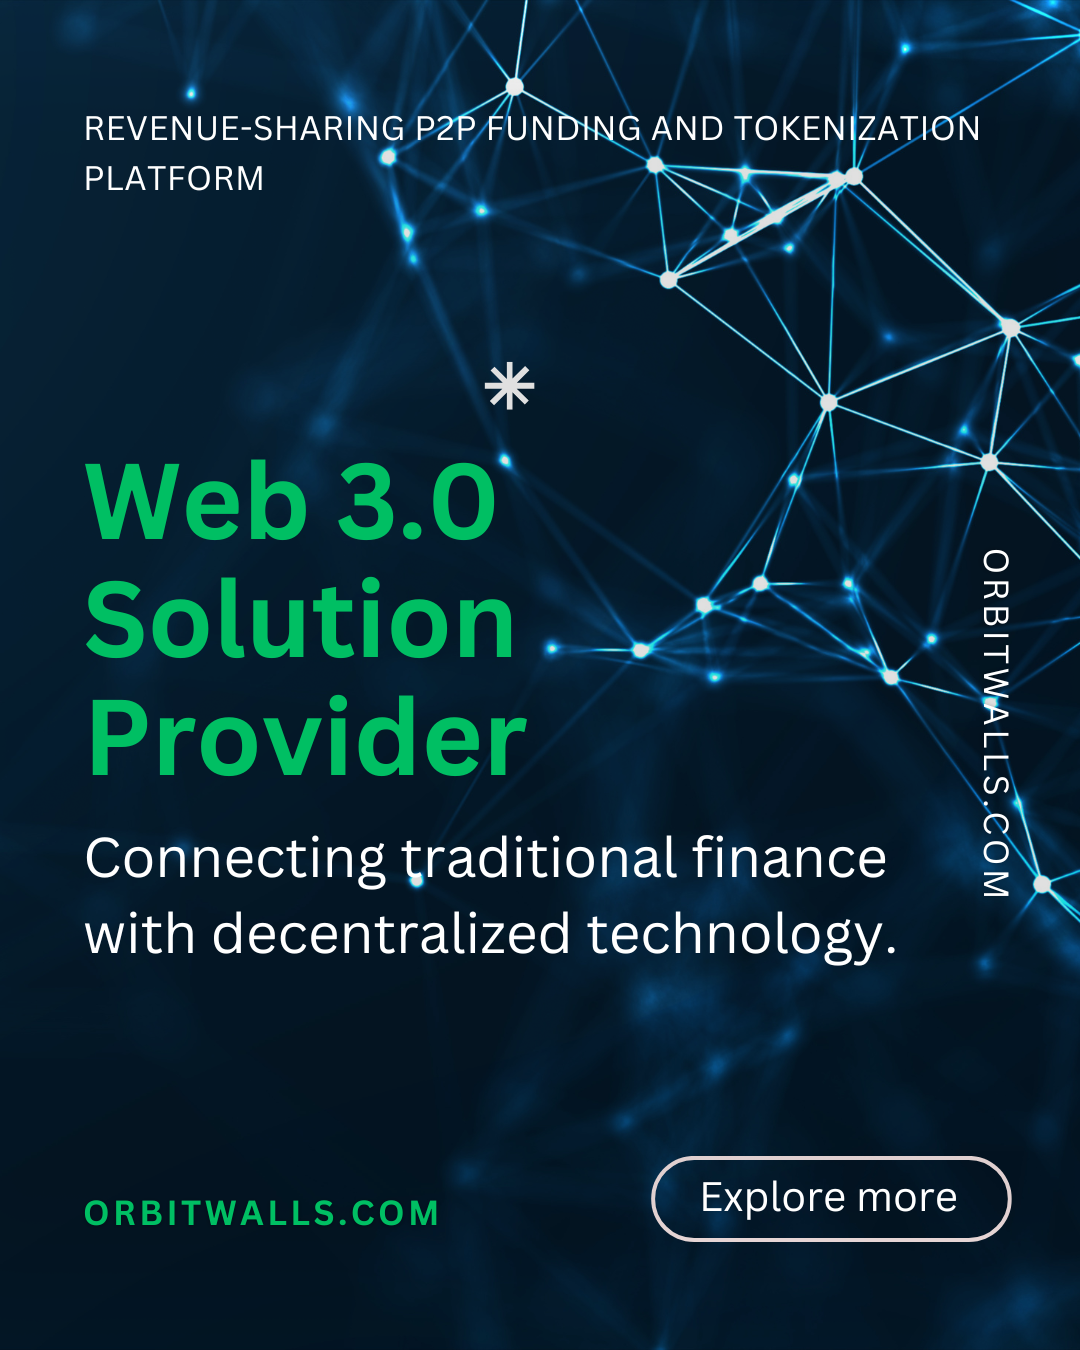 REVENUE-SHARING P2P FUNDING AND TOKENIZATION
PLATFORM
Web 3.0
Solution
Provider
Connecting traditional finance
with decentralized technology.
ORBITWALLS.COM
ORBITWALLS.COM
Explore more